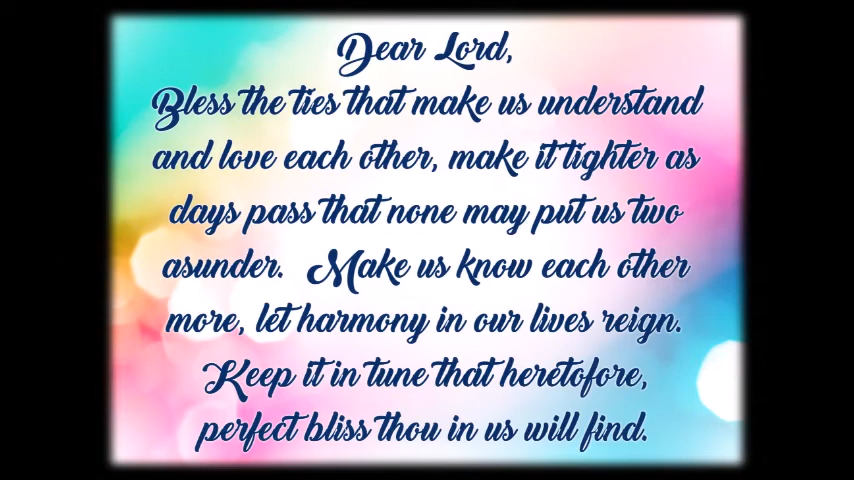 Dear Lord,
Bless the ties that make us understand
and love each other, make it tighter as
days pass that none may put us two
asunder. Make us know each other
more, let harmony in our lives reign.
Keep it in tune that heretofore,
perfect bliss thou in us will find.